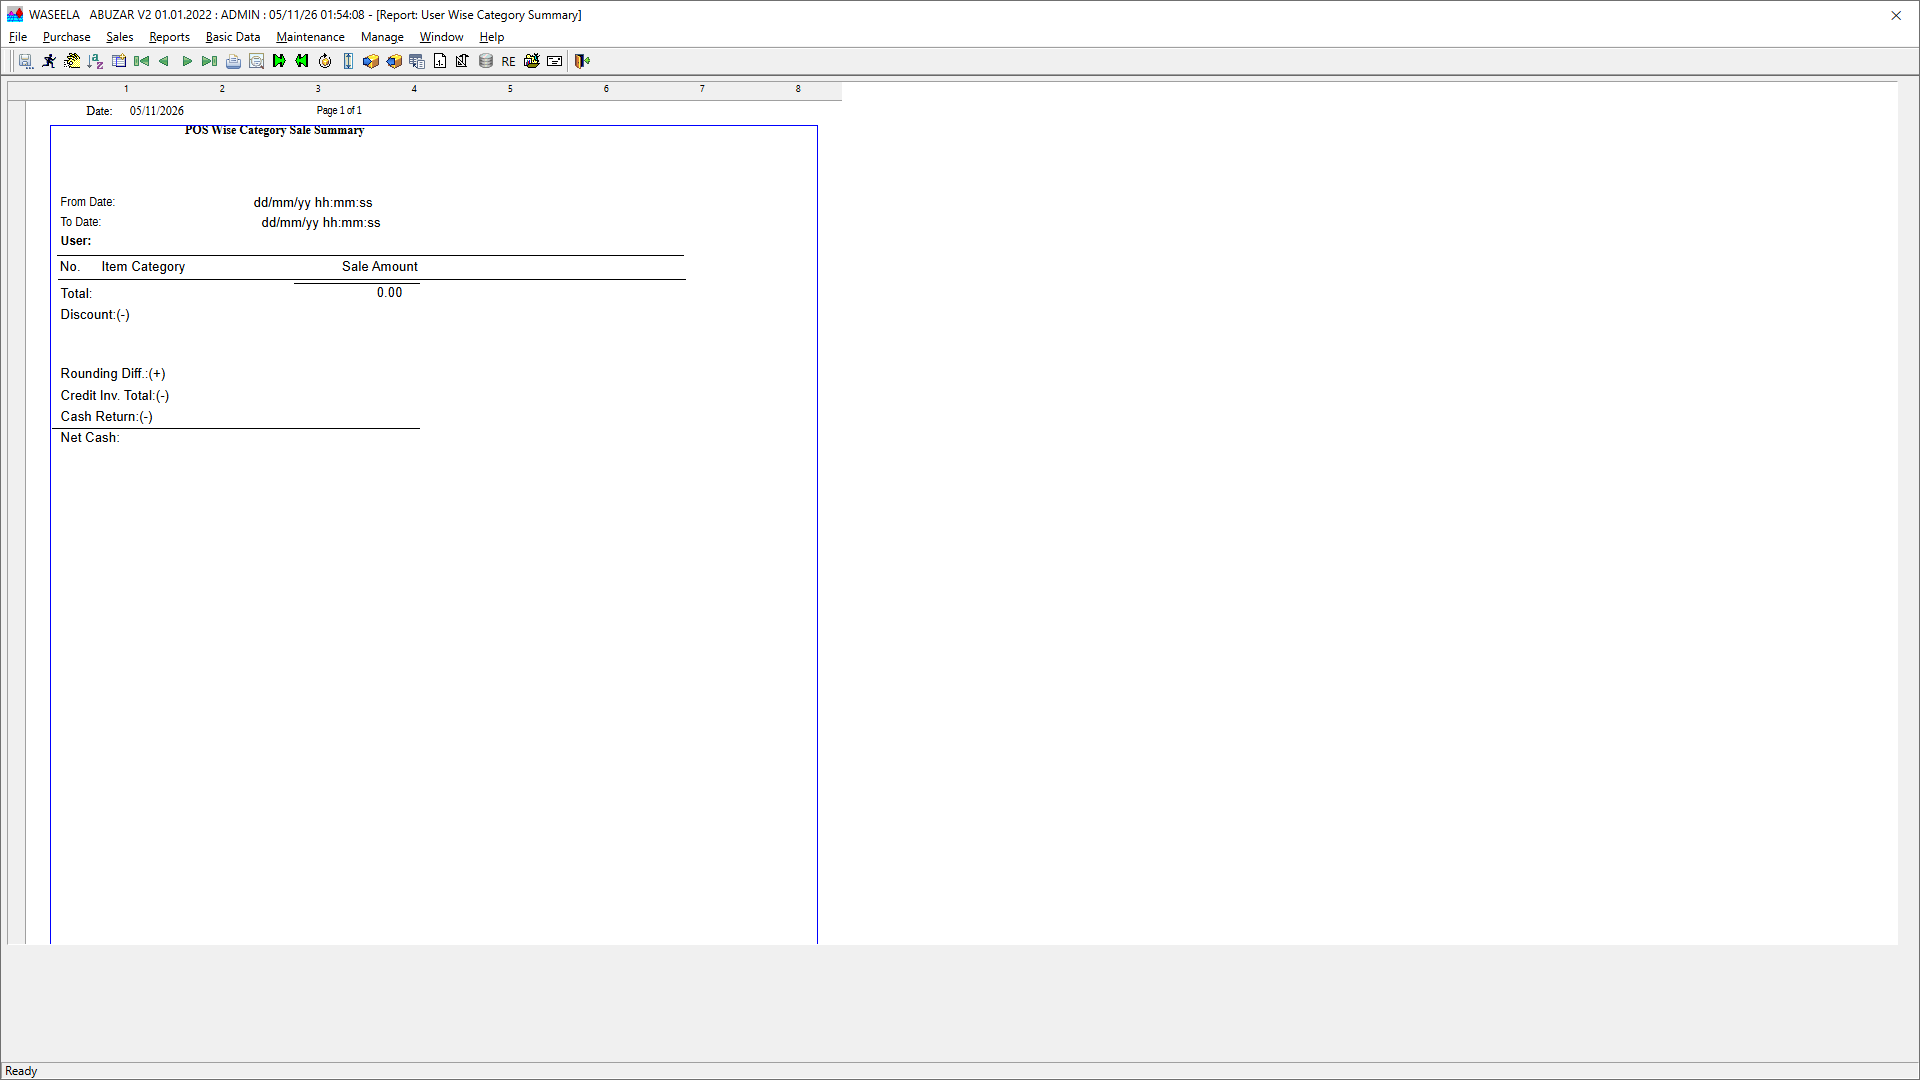 WASEELA   ABUZAR V2 01.01.2022 : ADMIN : 05/11/26 01:54:08 - [Report: User Wise Category Summary]
File Purchase Sales Reports Basic Data Maintenance Manage Window Help
RE
1 2 3 4 5 6 7 8
Date: 05/11/2026 Page 1 of 1
POS Wise Category Sale Summary
From Date: dd/mm/yy hh:mm:ss
To Date: dd/mm/yy hh:mm:ss
User:
No. Item Category Sale Amount
Total: 0.00
Discount:(-)
Rounding Diff.:(+)
Credit Inv. Total:(-)
Cash Return:(-)
Net Cash:
Ready